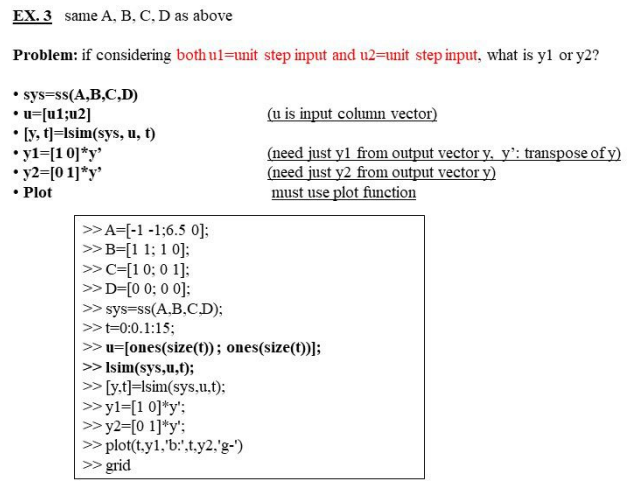 EX. 3 same A, B, C, D as above
Problem: if considering both u1=unit step input and u2=unit step input, what is y1 or y2?
• sys=ss(A,B,C,D)
• u=[u1;u2] (u is input column vector)
• [y, t]=lsim(sys, u, t)
• y1=[1 0]*y’ (need just y1 from output vector y, y’: transpose of y)
• y2=[0 1]*y’ (need just y2 from output vector y)
• Plot must use plot function
>> A=[-1 -1;6.5 0];
>> B=[1 1; 1 0];
>> C=[1 0; 0 1];
>> D=[0 0; 0 0];
>> sys=ss(A,B,C,D);
>> t=0:0.1:15;
>> u=[ones(size(t)) ; ones(size(t))];
>> lsim(sys,u,t);
>> [y,t]=lsim(sys,u,t);
>> y1=[1 0]*y';
>> y2=[0 1]*y';
>> plot(t,y1,'b:',t,y2,'g-')
>> grid